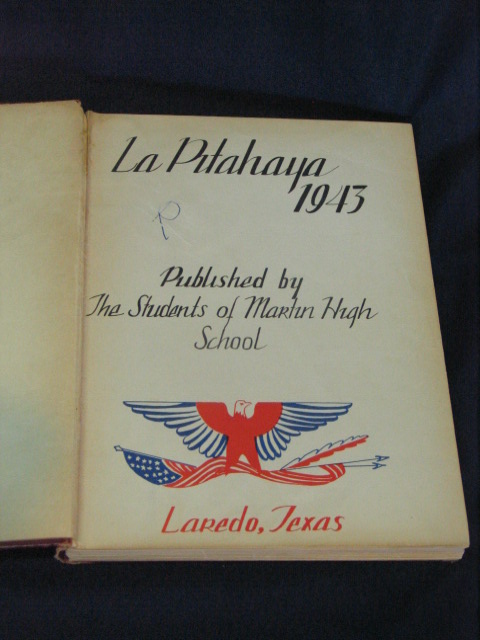 La Pitahaya
1943
R
Published by
The Students of Martin High
School
Laredo, Texas